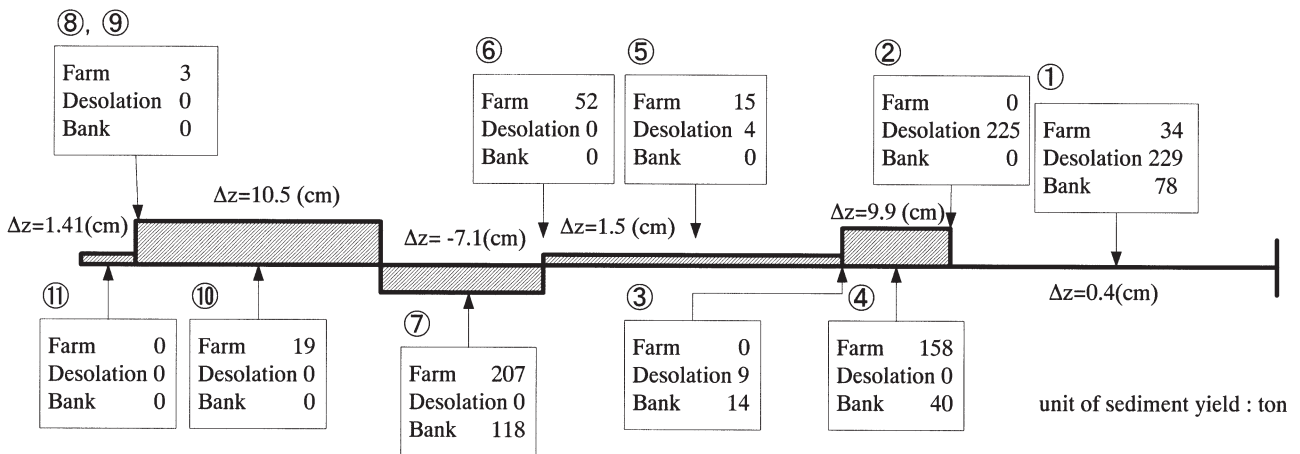 ⑧, ⑨
Farm 3
Desolation 0
Bank 0
⑥
Farm 52
Desolation 0
Bank 0
⑤
Farm 15
Desolation 4
Bank 0
②
Farm 0
Desolation 225
Bank 0
①
Farm 34
Desolation 229
Bank 78
Δz=1.41(cm)
Δz=10.5 (cm)
Δz= -7.1(cm)
Δz=1.5 (cm)
Δz=9.9 (cm)
Δz=0.4(cm)
⑪
Farm 0
Desolation 0
Bank 0
⑩
Farm 19
Desolation 0
Bank 0
⑦
Farm 207
Desolation 0
Bank 118
③
Farm 0
Desolation 9
Bank 14
④
Farm 158
Desolation 0
Bank 40
unit of sediment yield : ton